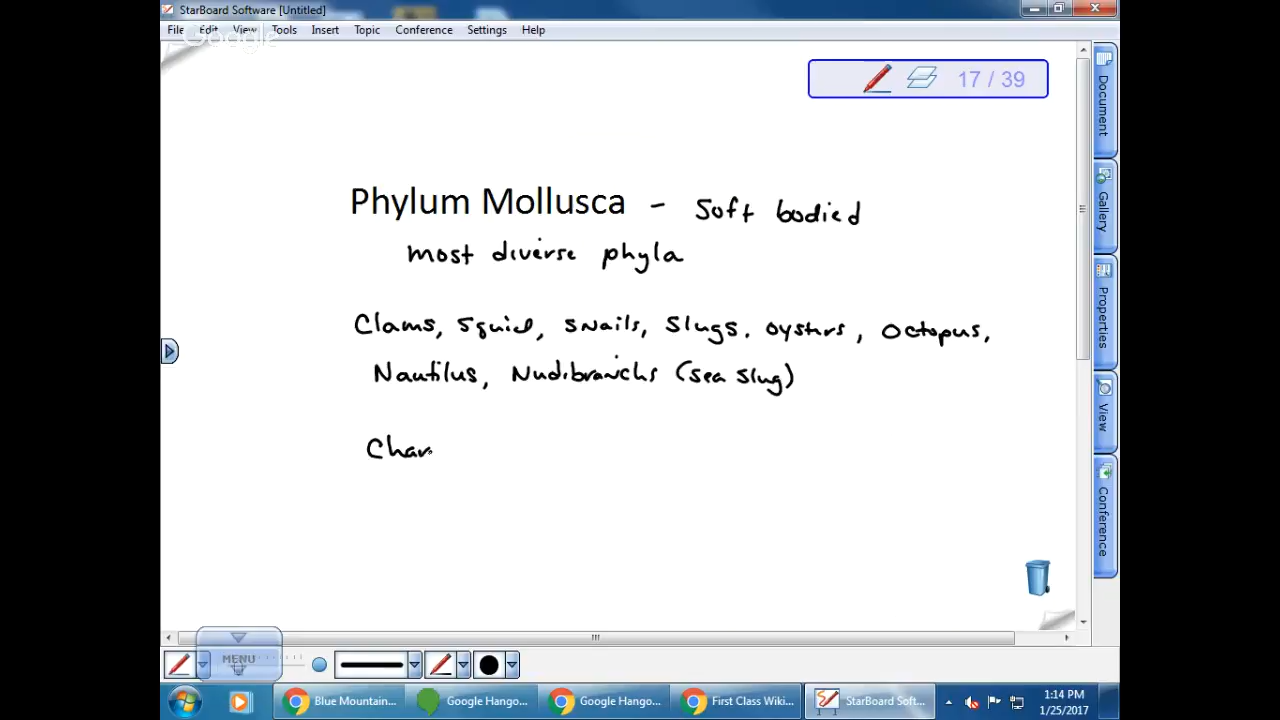 StarBoard Software [Untitled]
File Edit View Tools Insert Topic Conference Settings Help
Google
17 / 39
Phylum Mollusca - Soft bodied
most diverse phyla
Clams, squid, snails, slugs. oysters, Octopus,
Nautilus, Nudibranchs (sea slug)
Char
Document
Gallery
Properties
View
Conference
MENU
Blue Mountain... Google Hango... Google Hango... First Class Wiki... StarBoard Soft...
1:14 PM
1/25/2017